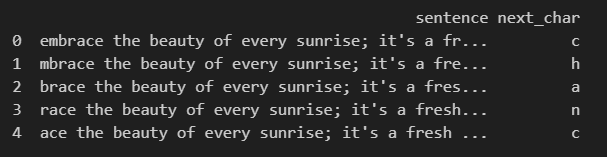 sentence next_char
0 embrace the beauty of every sunrise; it's a fr... c
1 mbrace the beauty of every sunrise; it's a fre... h
2 brace the beauty of every sunrise; it's a fres... a
3 race the beauty of every sunrise; it's a fresh... n
4 ace the beauty of every sunrise; it's a fresh ... c